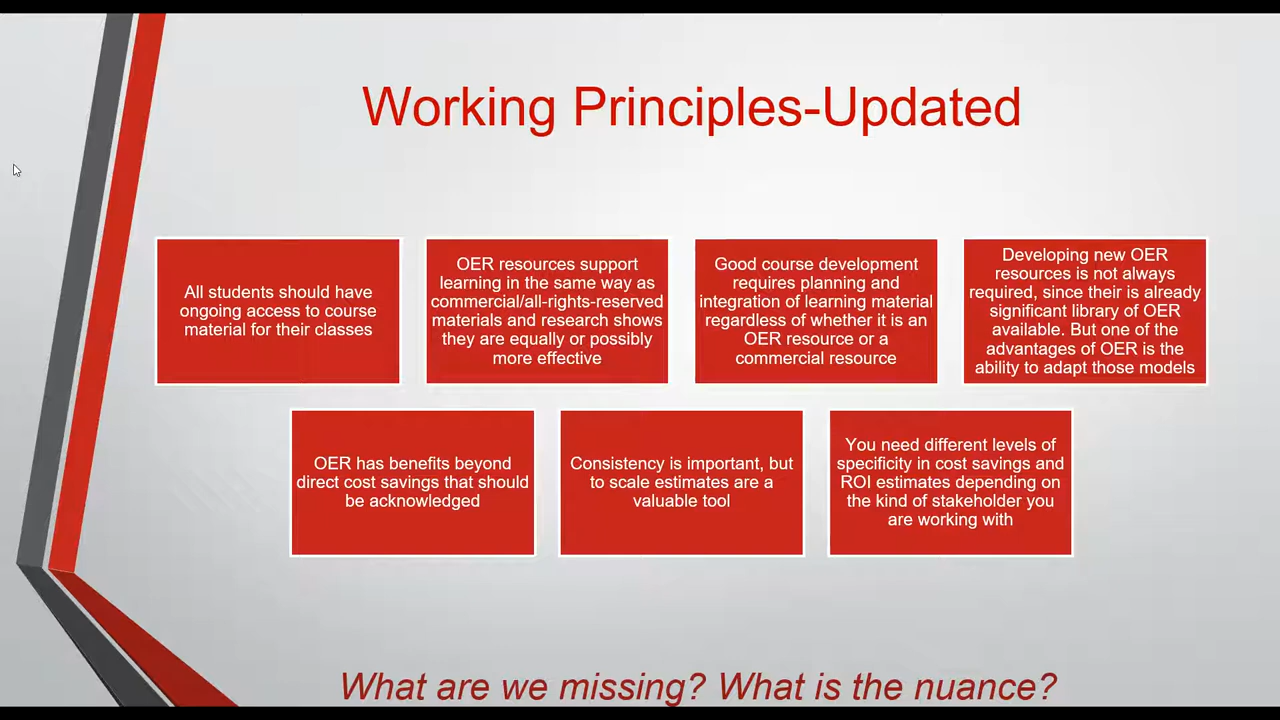 Working Principles-Updated
All students should have
ongoing access to course
material for their classes
OER resources support
learning in the same way as
commercial/all-rights-reserved
materials and research shows
they are equally or possibly
more effective
Good course development
requires planning and
integration of learning material
regardless of whether it is an
OER resource or a
commercial resource
Developing new OER
resources is not always
required, since their is already
significant library of OER
available. But one of the
advantages of OER is the
ability to adapt those models
OER has benefits beyond
direct cost savings that should
be acknowledged
Consistency is important, but
to scale estimates are a
valuable tool
You need different levels of
specificity in cost savings and
ROI estimates depending on
the kind of stakeholder you
are working with
What are we missing? What is the nuance?